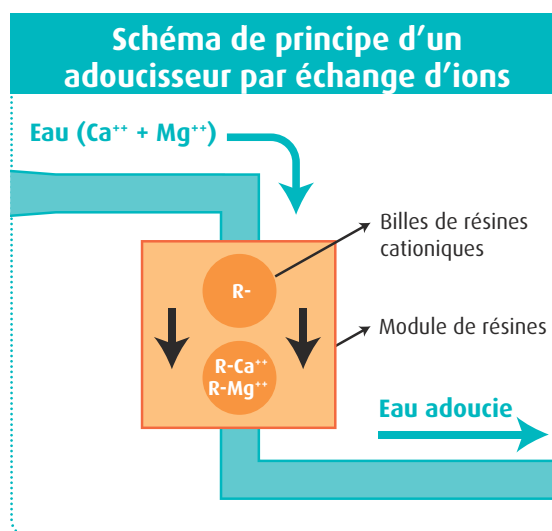 Schéma de principe d'un
adoucisseur par échange d'ions
Eau (Ca⁺⁺ + Mg⁺⁺)
Billes de résines
cationiques
R-
Module de résines
R-Ca⁺⁺
R-Mg⁺⁺
Eau adoucie